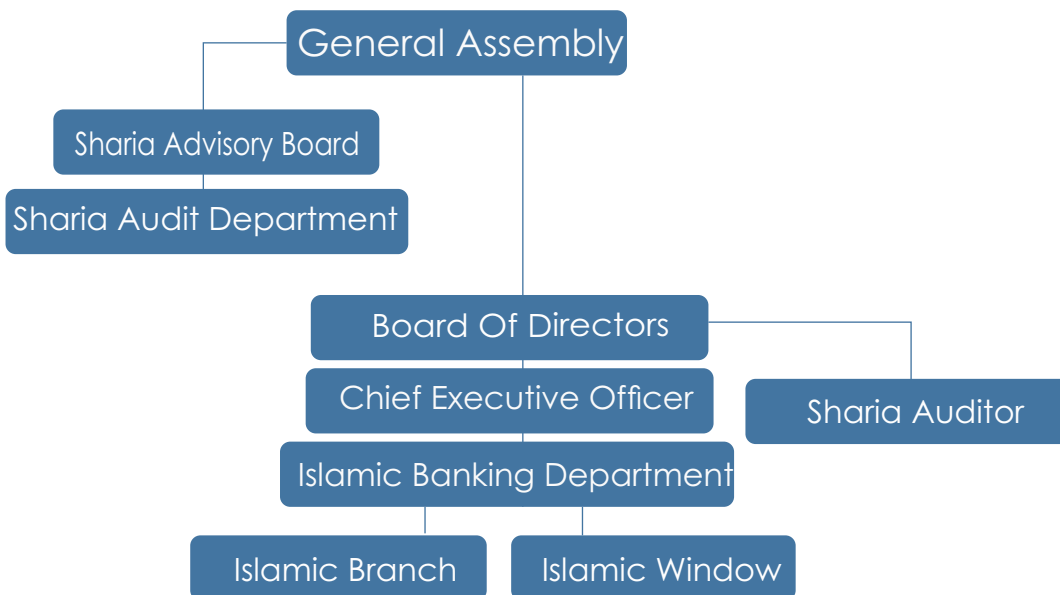 General Assembly
Sharia Advisory Board
Sharia Audit Department
Board Of Directors
Chief Executive Officer
Sharia Auditor
Islamic Banking Department
Islamic Branch
Islamic Window